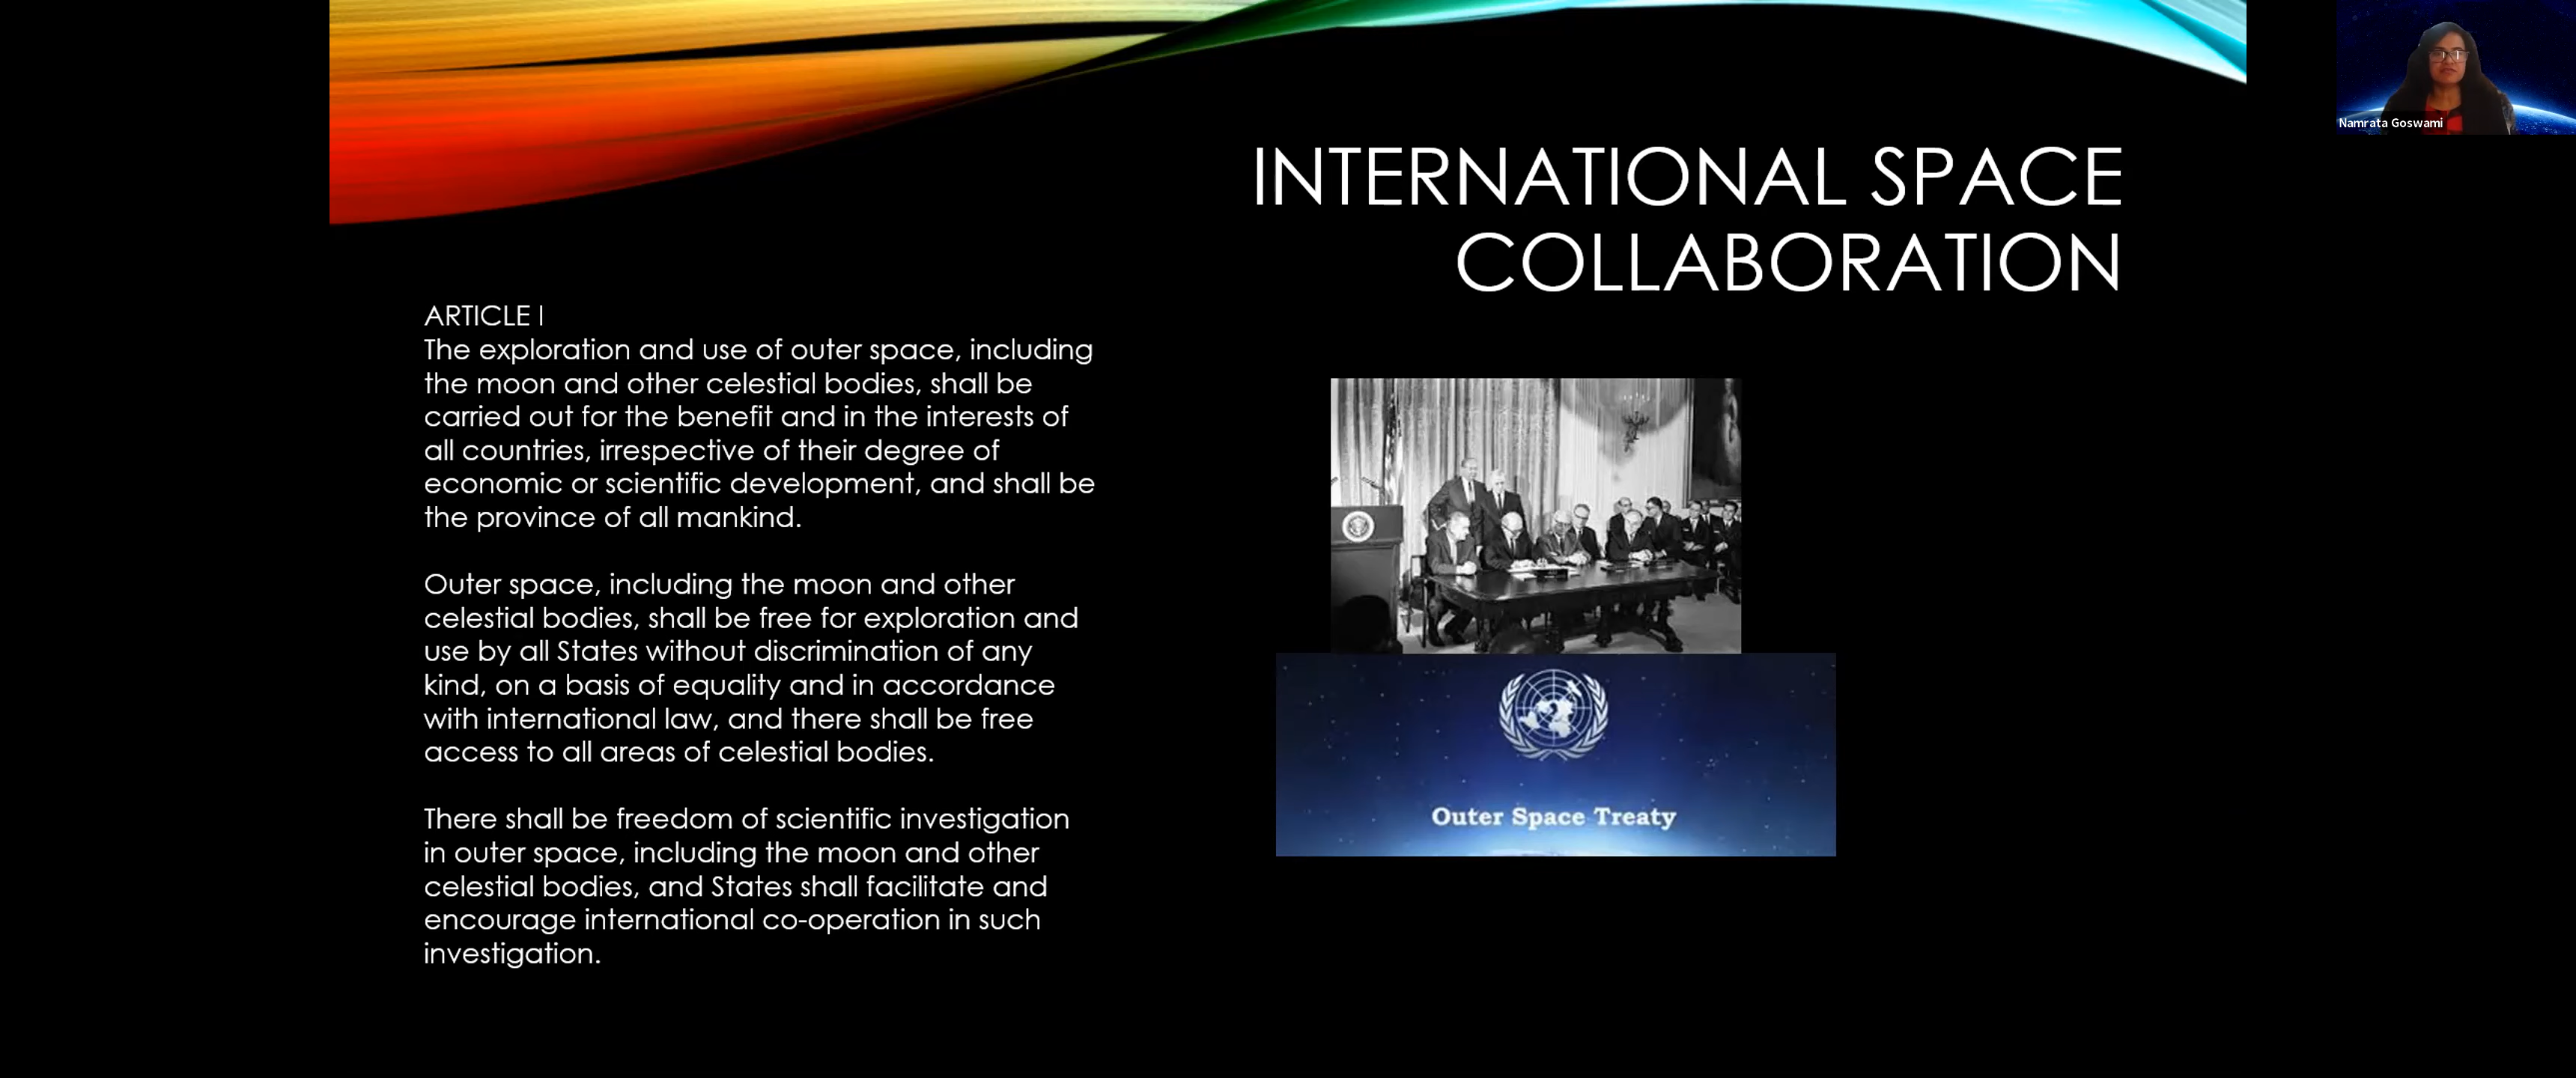 INTERNATIONAL SPACE
COLLABORATION
ARTICLE I
The exploration and use of outer space, including
the moon and other celestial bodies, shall be
carried out for the benefit and in the interests of
all countries, irrespective of their degree of
economic or scientific development, and shall be
the province of all mankind.
Outer space, including the moon and other
celestial bodies, shall be free for exploration and
use by all States without discrimination of any
kind, on a basis of equality and in accordance
with international law, and there shall be free
access to all areas of celestial bodies.
There shall be freedom of scientific investigation
in outer space, including the moon and other
celestial bodies, and States shall facilitate and
encourage international co-operation in such
investigation.
Outer Space Treaty
Namrata Goswami